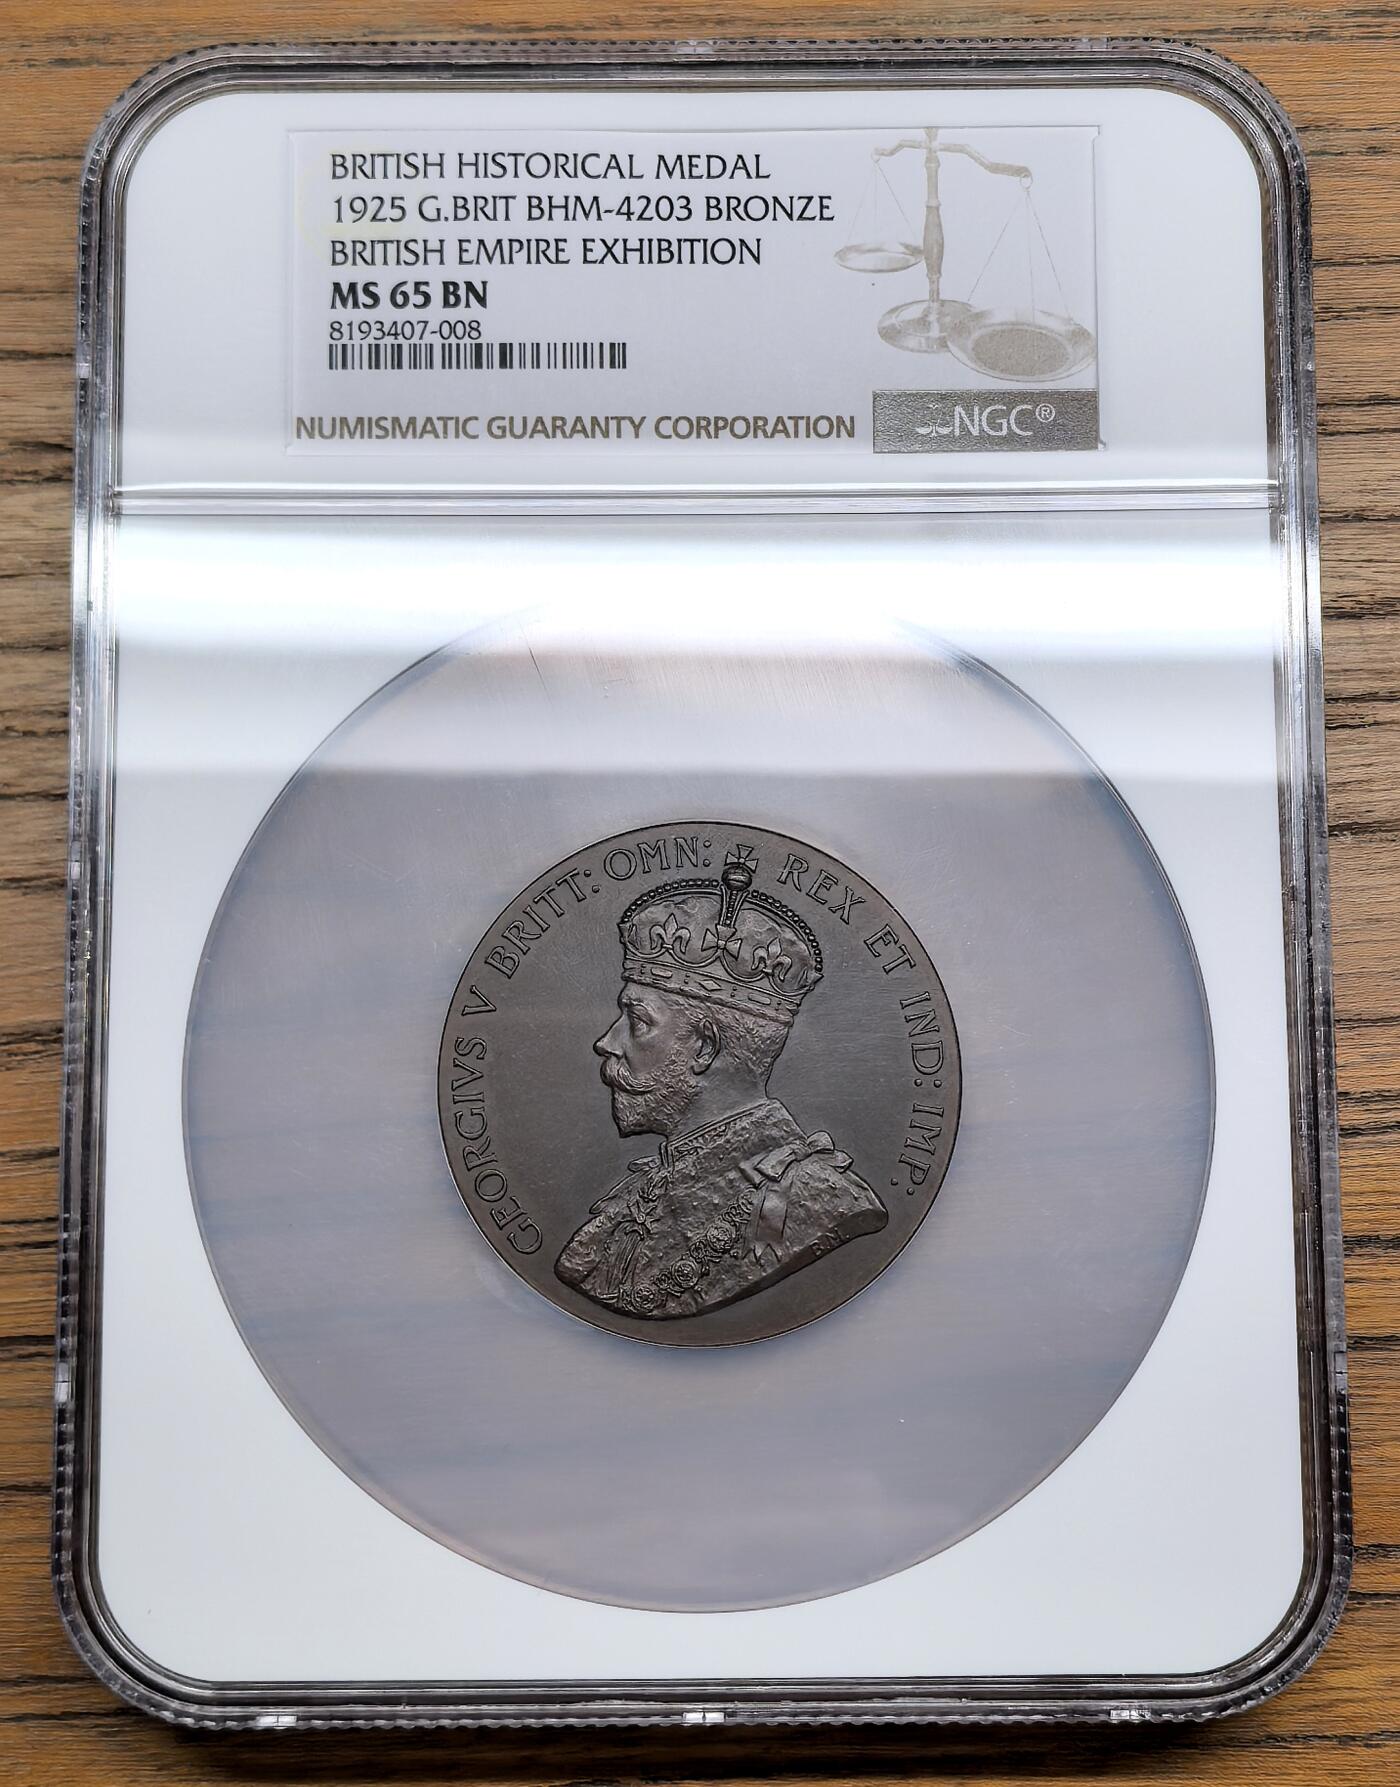 BRITISH HISTORICAL MEDAL
1925 G.BRIT BHM-4203 BRONZE
BRITISH EMPIRE EXHIBITION
MS 65 BN
8193407-008
NUMISMATIC GUARANTY CORPORATION
NGC®
GEORGIVS V BRITT: OMN: REX ET IND: IMP:
B.M.